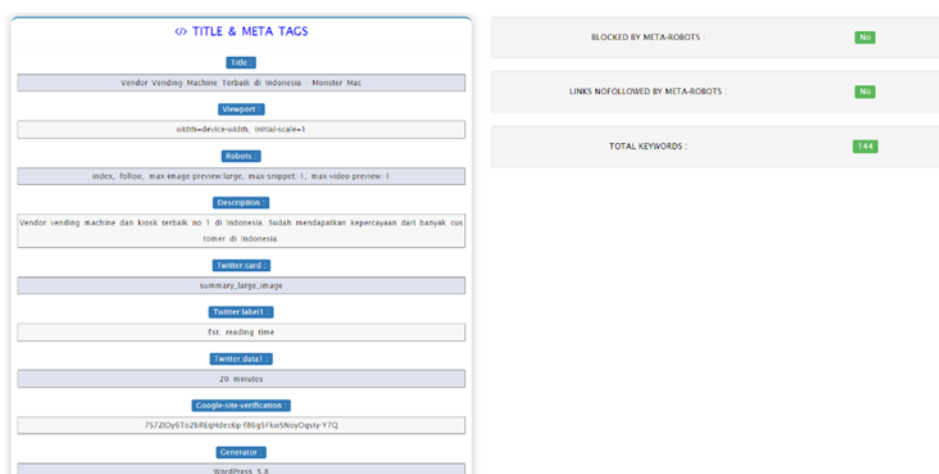 </> TITLE & META TAGS
Title :
Vendor Vending Machine Terbaik di Indonesia - Monster Mac
Viewport :
width=device-width, initial-scale=1
Robots :
index, follow, max-image-preview:large, max-snippet:-1, max-video-preview:-1
Description :
Vendor vending machine dan kiosk terbaik no 1 di Indonesia. Sudah mendapatkan kepercayaan dari banyak cus
tomer di Indonesia.
Twitter:card :
summary_large_image
Twitter:label1 :
Est. reading time
Twitter:data1 :
20 minutes
Google-site-verification :
Generator :
WordPress 5.8
BLOCKED BY META-ROBOTS : No
LINKS NOFOLLOWED BY META-ROBOTS : No
TOTAL KEYWORDS : 144